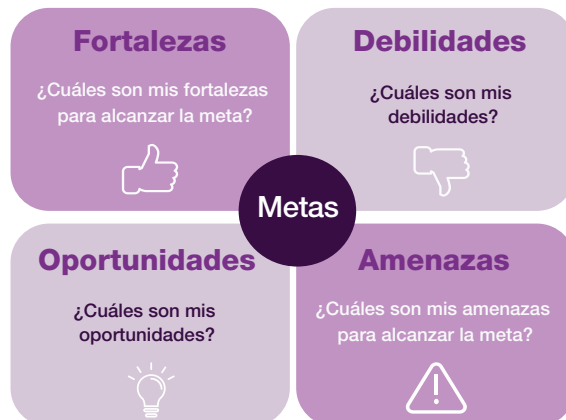 Fortalezas
¿Cuáles son mis fortalezas
para alcanzar la meta?
Debilidades
¿Cuáles son mis
debilidades?
Metas
Oportunidades
¿Cuáles son mis
oportunidades?
Amenazas
¿Cuáles son mis amenazas
para alcanzar la meta?